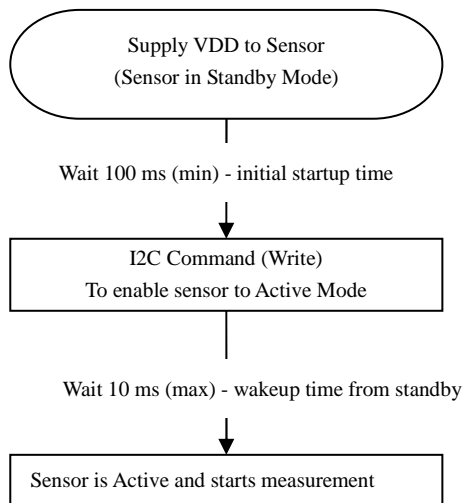 Supply VDD to Sensor
(Sensor in Standby Mode)
Wait 100 ms (min) - initial startup time
I2C Command (Write)
To enable sensor to Active Mode
Wait 10 ms (max) - wakeup time from standby
Sensor is Active and starts measurement